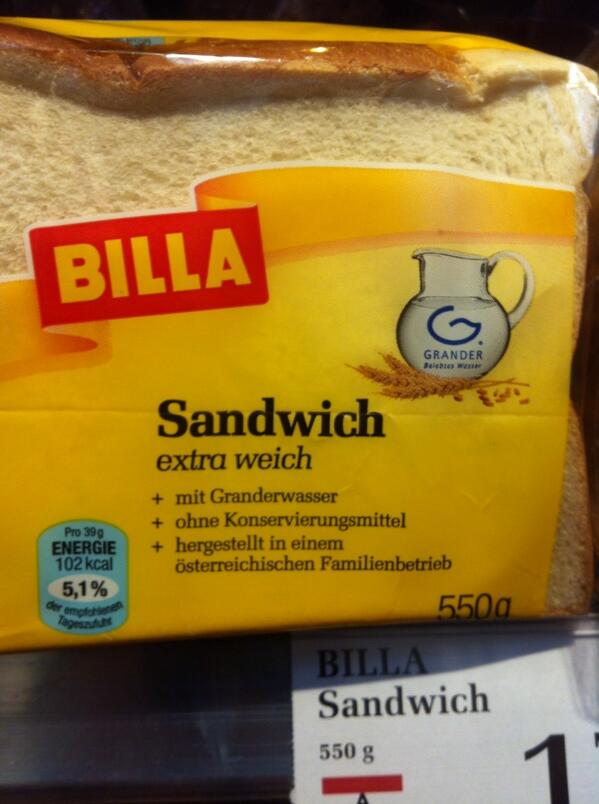 BILLA
GRANDER
Belebtes Wasser
Sandwich
extra weich
+ mit Granderwasser
+ ohne Konservierungsmittel
+ hergestellt in einem
österreichischen Familienbetrieb
Pro 39g
ENERGIE
102 kcal
5,1%
der empfohlenen
Tageszufuhr
550g
BILLA
Sandwich
550 g
1
A